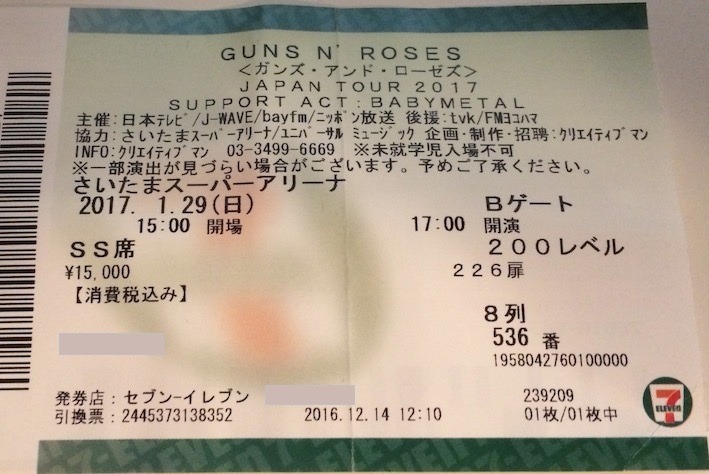 GUNS N' ROSES
<ガンズ・アンド・ローゼズ>
JAPAN TOUR 2017
SUPPORT ACT:BABYMETAL
主催:日本テレビ/J-WAVE/bayfm/ニッポン放送 後援:tvk/FMヨコハマ
協力:さいたまスーパーアリーナ/ユニバーサル ミュージック 企画・制作・招聘:クリエイティブマン
INFO:クリエイティブマン 03-3499-6669 ※未就学児入場不可
※一部演出が見づらい場合がございます。予めご了承ください。
さいたまスーパーアリーナ
2017. 1.29(日) Bゲート
15:00 開場 17:00 開演
SS席 200レベル
¥15,000 226扉
【消費税込み】
8列
536 番
1958042760100000
発券店:セブン-イレブン 239209
引換票:2445373138352 2016.12.14 12:10 01枚/01枚中
7 ELEVEN